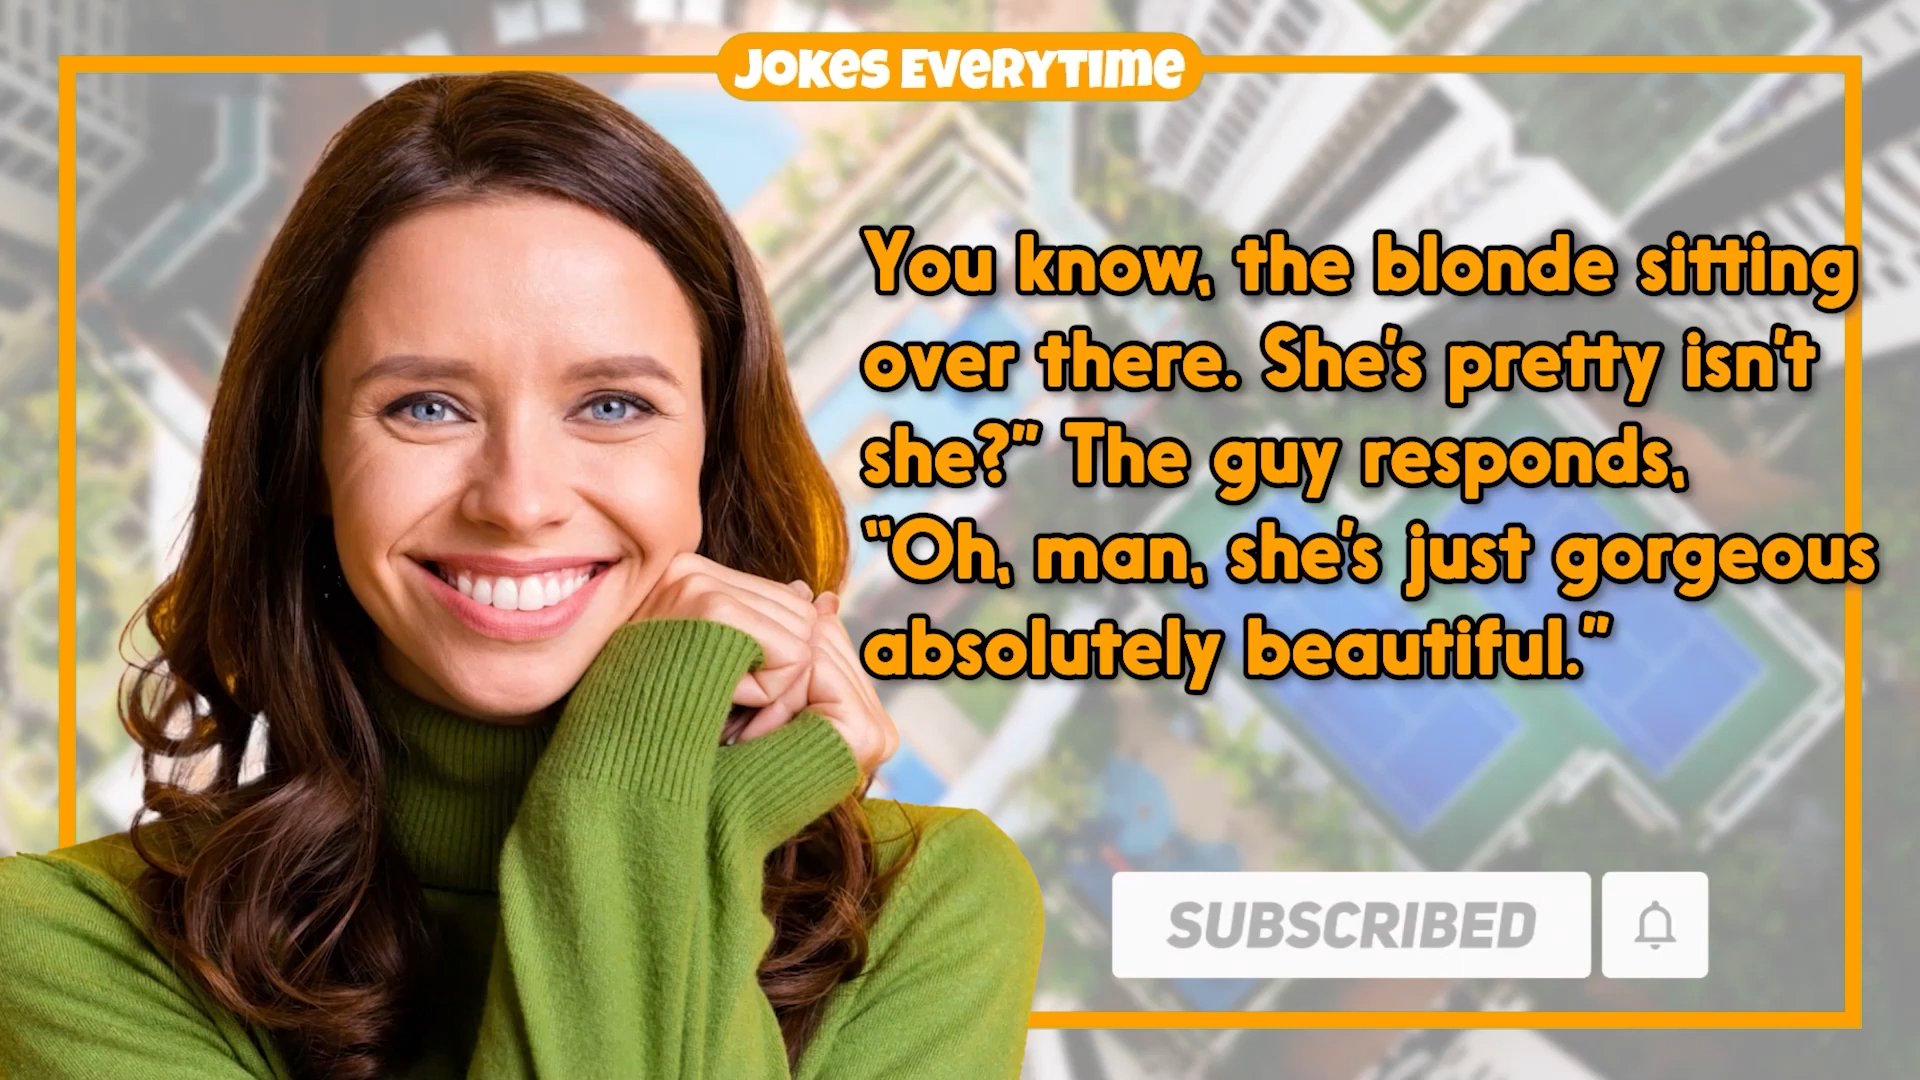 JOKES EVERYTIME
You know, the blonde sitting
over there. She's pretty isn't
she?" The guy responds,
"Oh, man, she's just gorgeous
absolutely beautiful."
SUBSCRIBED